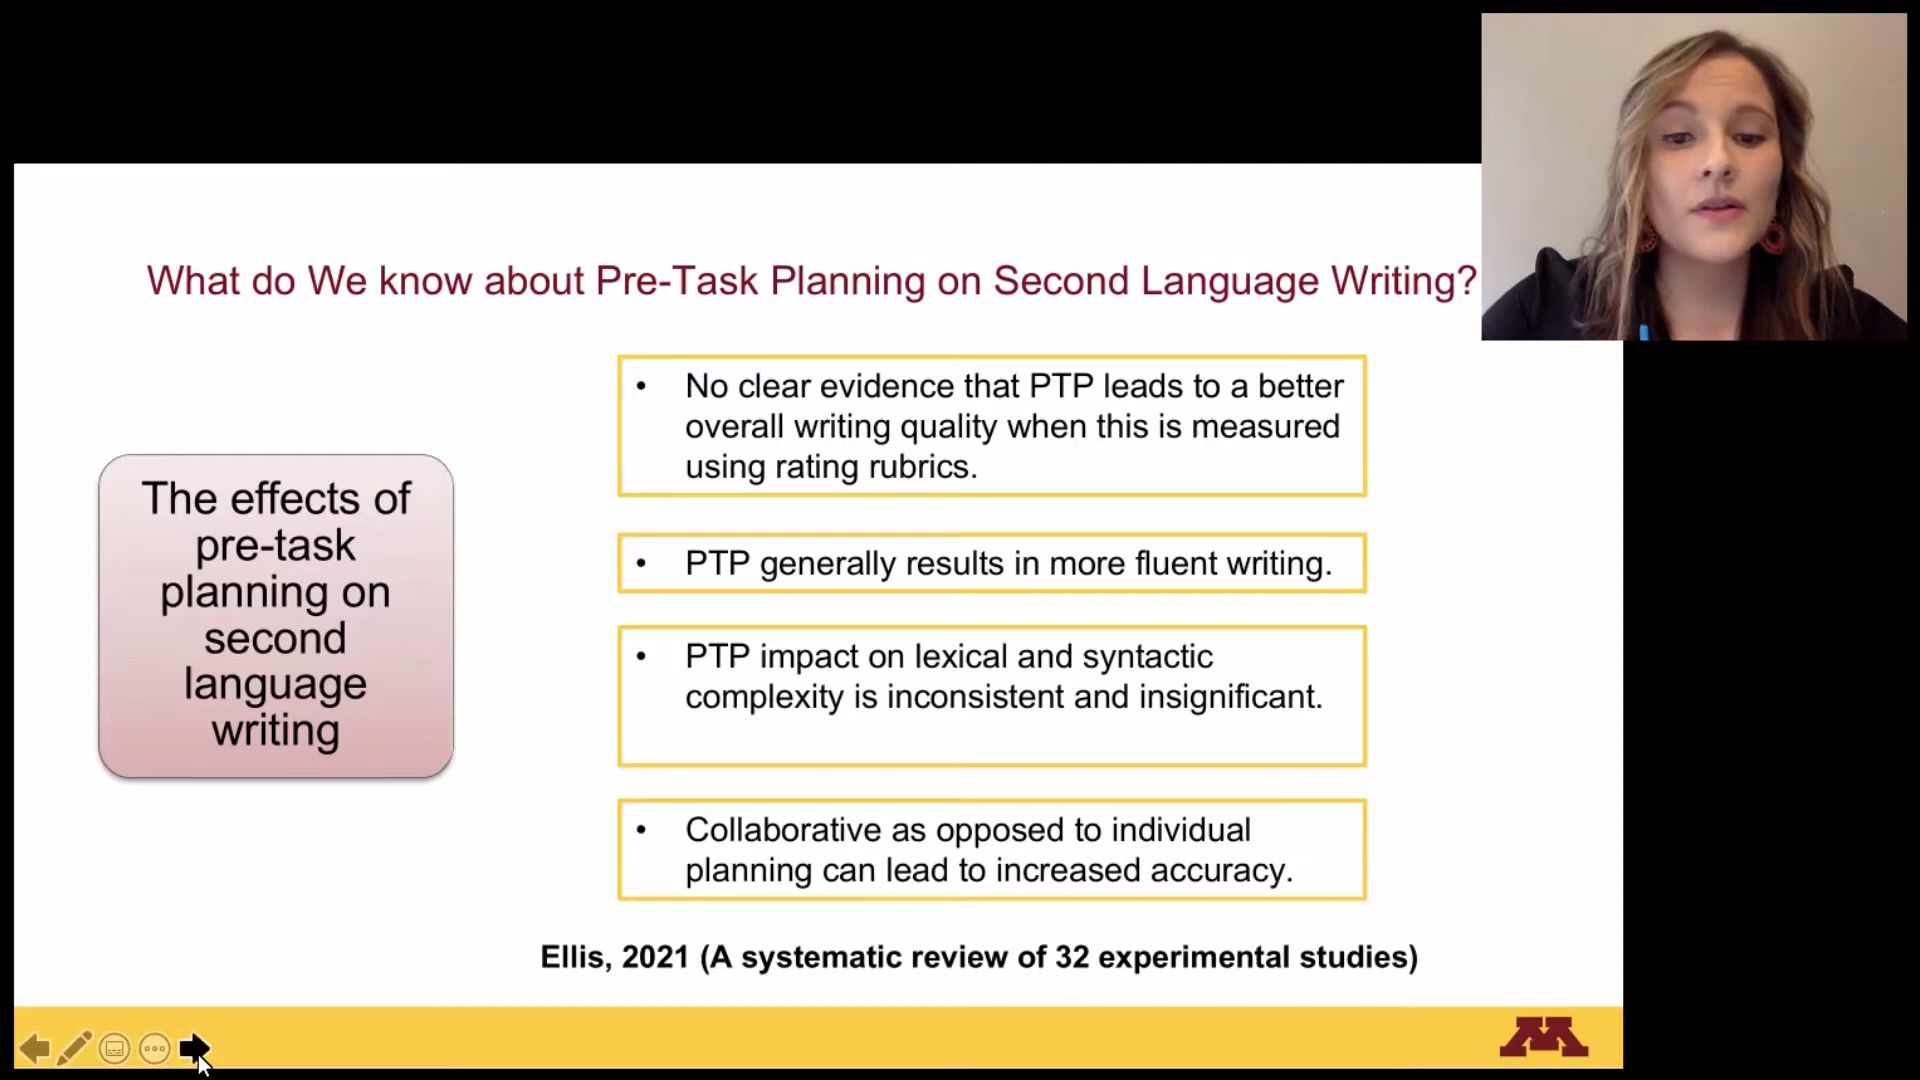 What do We know about Pre-Task Planning on Second Language Writing?
The effects of
pre-task
planning on
second
language
writing
• No clear evidence that PTP leads to a better
overall writing quality when this is measured
using rating rubrics.
• PTP generally results in more fluent writing.
• PTP impact on lexical and syntactic
complexity is inconsistent and insignificant.
• Collaborative as opposed to individual
planning can lead to increased accuracy.
Ellis, 2021 (A systematic review of 32 experimental studies)
M